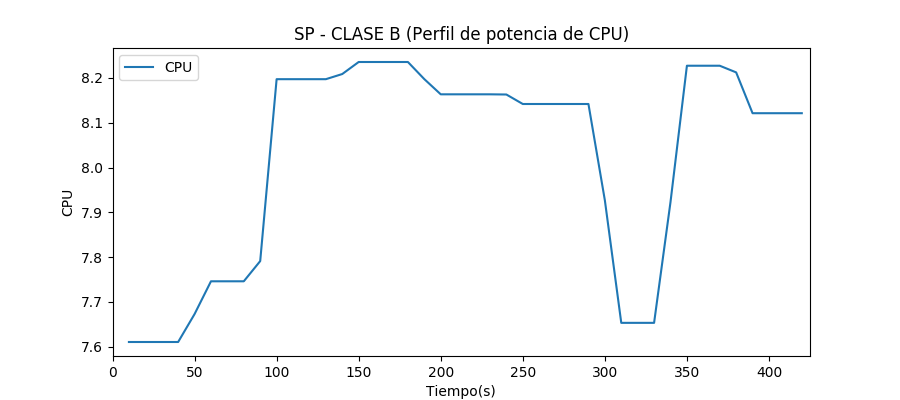 SP - CLASE B (Perfil de potencia de CPU)
CPU
8.2
8.1
8.0
7.9
7.8
7.7
7.6
CPU
0 50 100 150 200 250 300 350 400
Tiempo(s)